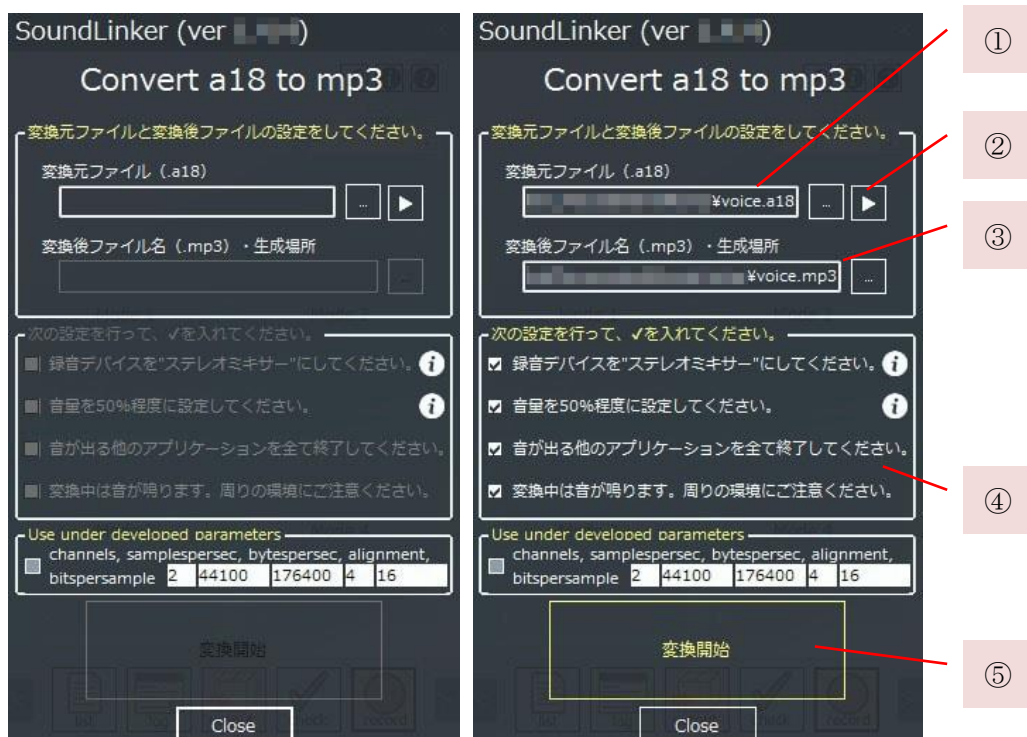 SoundLinker (ver )
Convert a18 to mp3
変換元ファイルと変換後ファイルの設定をしてください。
変換元ファイル（.a18）
...
変換後ファイル名（.mp3）・生成場所
...
次の設定を行って、✓を入れてください。
録音デバイスを"ステレオミキサー"にしてください。 i
音量を50%程度に設定してください。 i
音が出る他のアプリケーションを全て終了してください。
変換中は音が鳴ります。周りの環境にご注意ください。
Use under developed parameters
channels, samplespersec, bytespersec, alignment,
bitspersample 2 44100 176400 4 16
変換開始
Close
SoundLinker (ver )
Convert a18 to mp3
変換元ファイルと変換後ファイルの設定をしてください。
変換元ファイル（.a18）
¥voice.a18 ...
変換後ファイル名（.mp3）・生成場所
¥voice.mp3 ...
次の設定を行って、✓を入れてください。
録音デバイスを"ステレオミキサー"にしてください。 i
音量を50%程度に設定してください。 i
音が出る他のアプリケーションを全て終了してください。
変換中は音が鳴ります。周りの環境にご注意ください。
Use under developed parameters
channels, samplespersec, bytespersec, alignment,
bitspersample 2 44100 176400 4 16
変換開始
Close
①
②
③
④
⑤